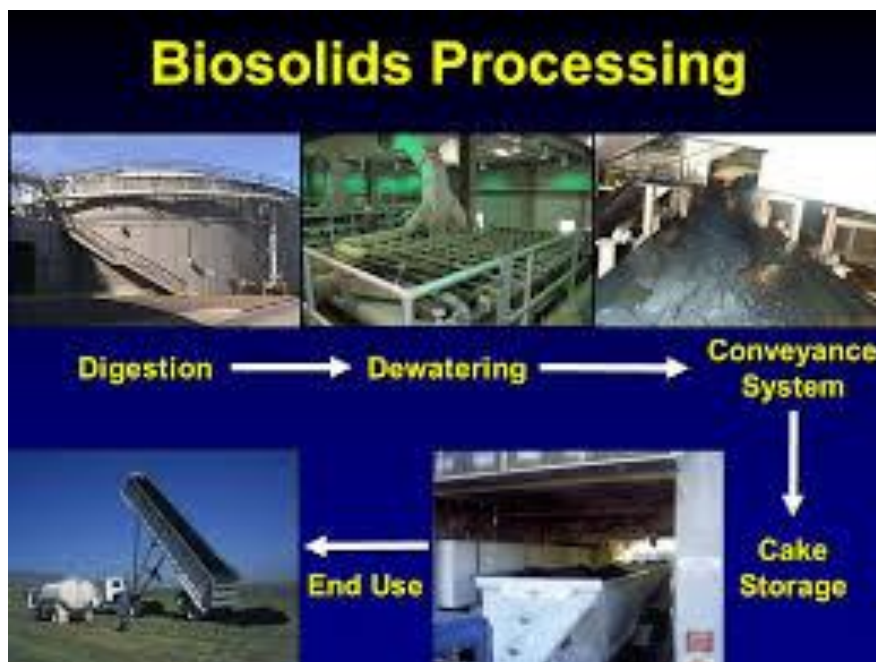 Biosolids Processing
Digestion
Dewatering
Conveyance
System
Cake
Storage
End Use